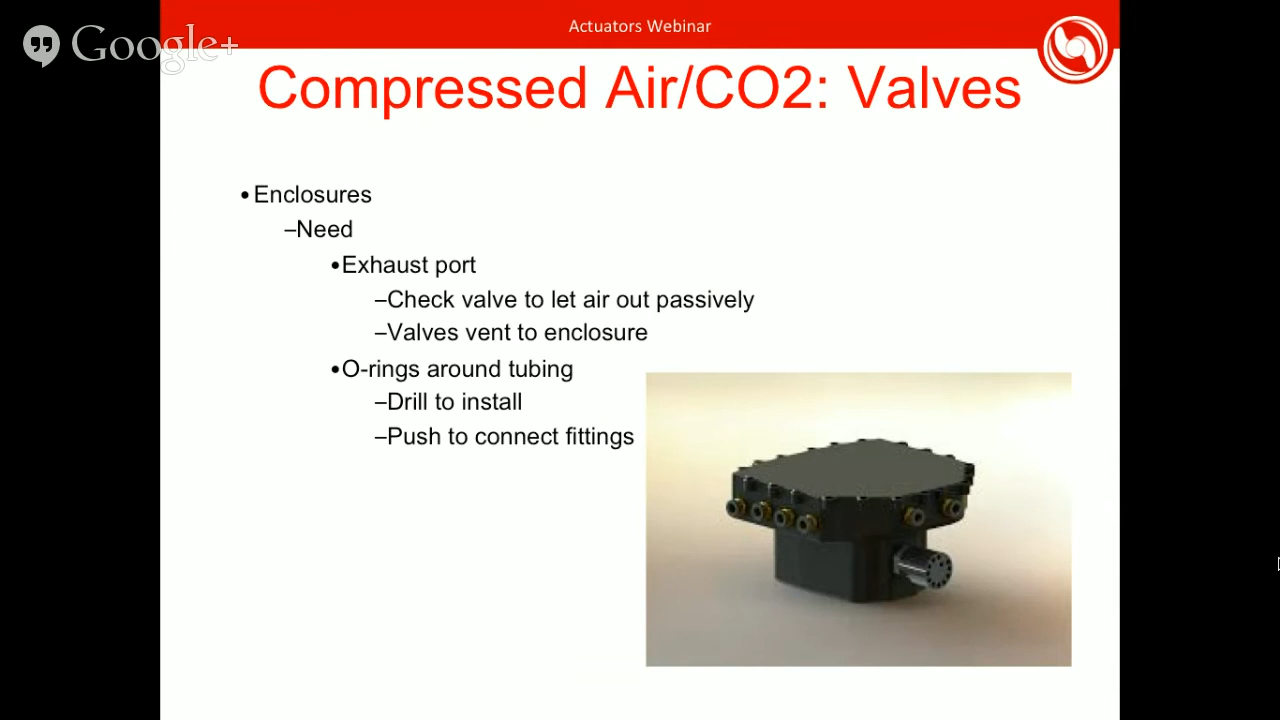 Actuators Webinar
Google+
Compressed Air/CO2: Valves
•Enclosures
–Need
•Exhaust port
–Check valve to let air out passively
–Valves vent to enclosure
•O-rings around tubing
–Drill to install
–Push to connect fittings